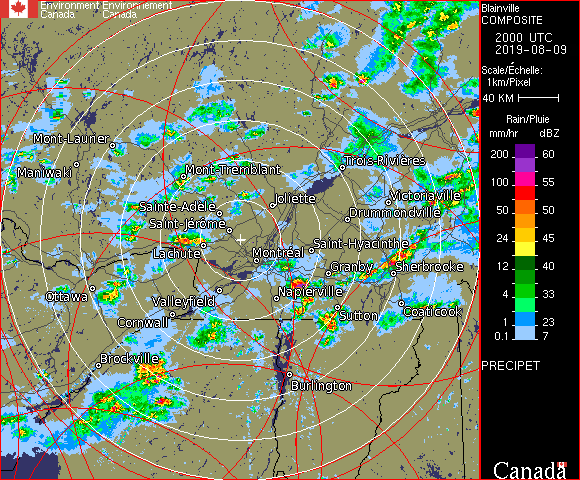 Environment Environnement
Canada Canada
Blainville
COMPOSITE
2000 UTC
2019-08-09
Scale/Échelle:
1km/Pixel
40 KM
Rain/Pluie
mm/hr dBZ
200 60
150 57
100 55
50 50
24 45
12 40
4 33
1 23
0.1 7
PRECIPET
Canada
Mont-Laurier
Maniwaki
Mont-Tremblant
Trois-Rivières
Sainte-Adèle
Joliette
Victoriaville
Drummondville
Saint-Jérôme
Lachute
Montréal
Saint-Hyacinthe
Granby
Sherbrooke
Ottawa
Valleyfield
Napierville
Cornwall
Sutton
Coaticook
Brockville
Burlington